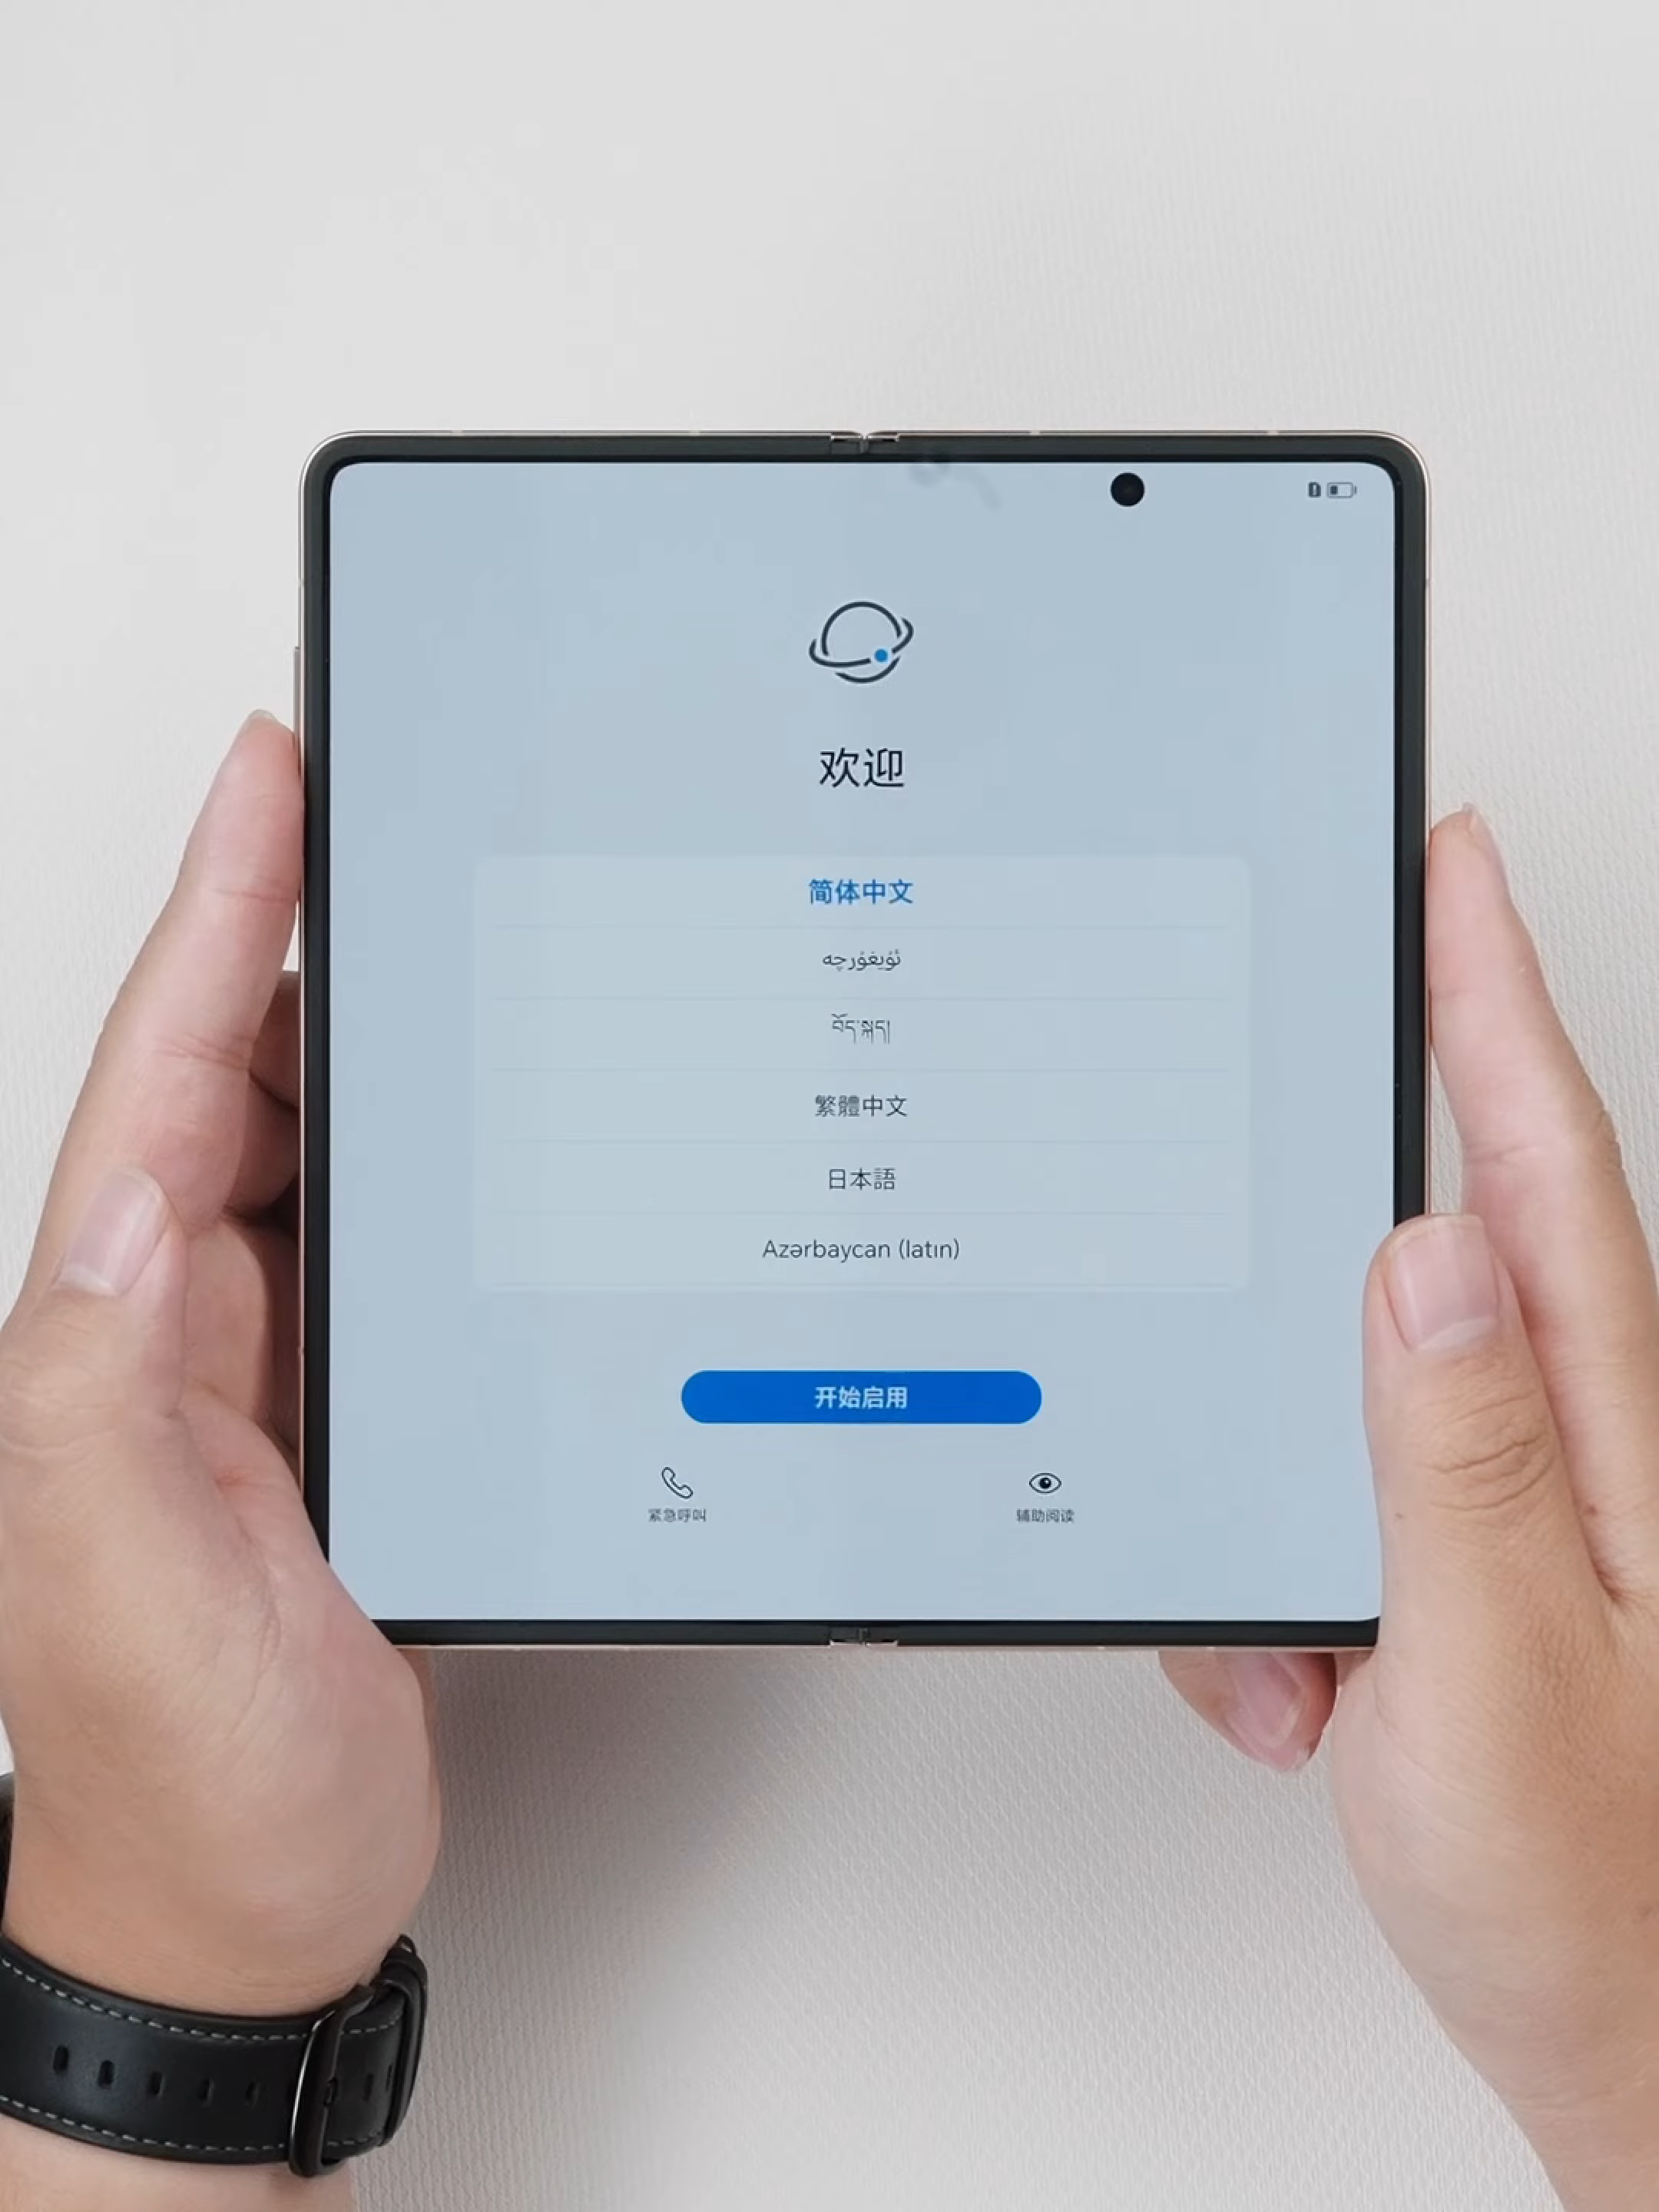 欢迎
简体中文
ئۇيغۇرچە
བོད་སྐད།
繁體中文
日本語
Azərbaycan (latın)
开始启用
紧急呼叫
辅助阅读